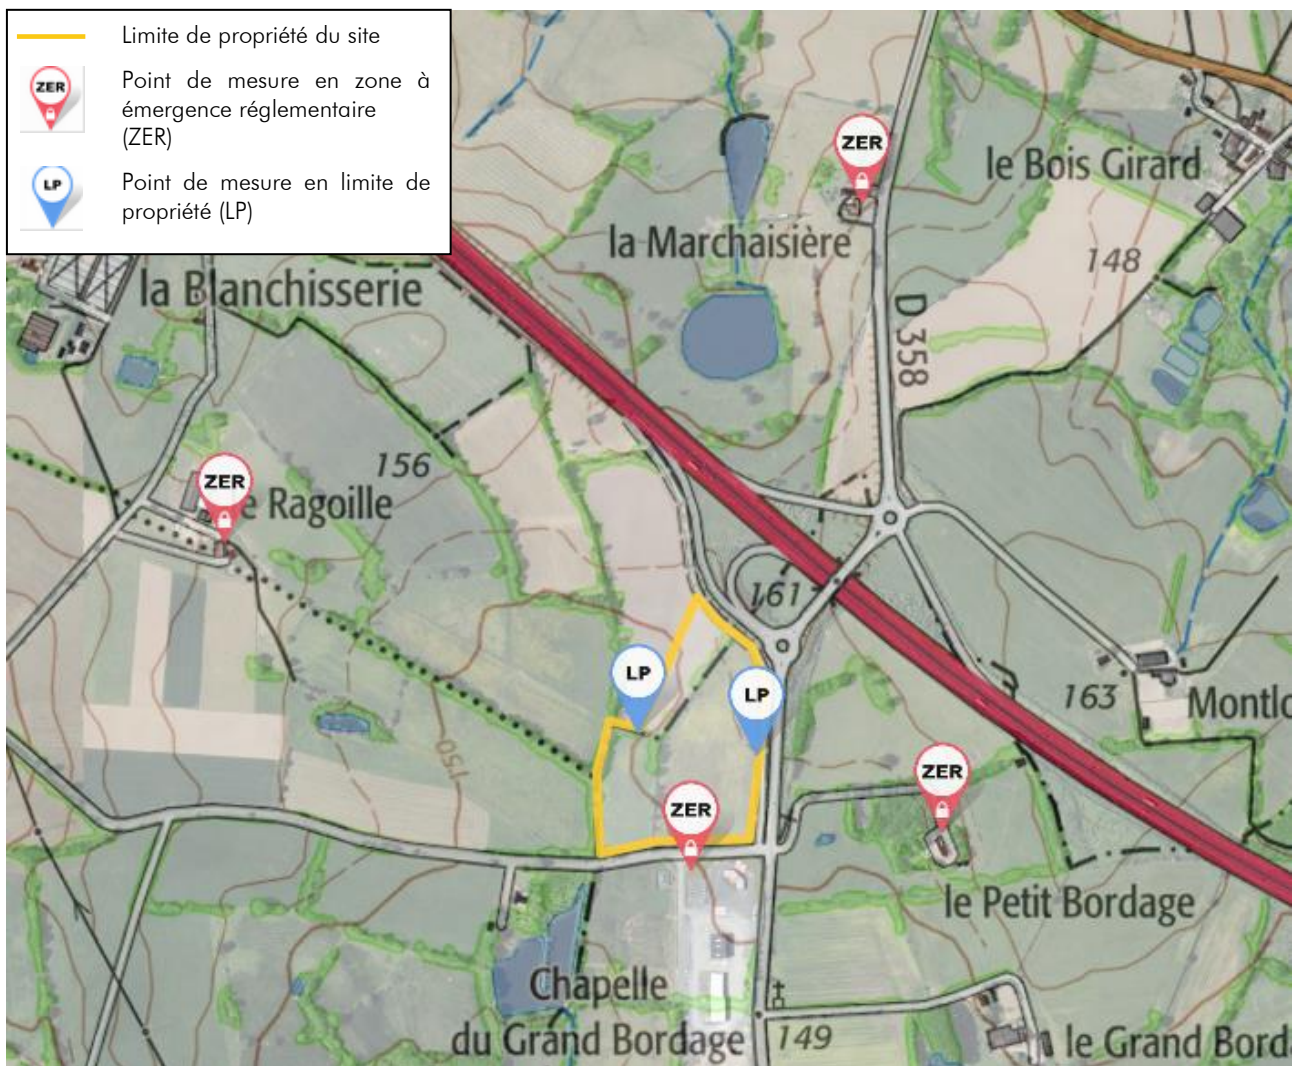 Limite de propriété du site
ZER
Point de mesure en zone à
émergence réglementaire
(ZER)
LP
Point de mesure en limite de
propriété (LP)
ZER
le Bois Girard
la Marchaisière
148
la Blanchisserie
D 358
156
ZER
e Ragoille
161
LP
LP
163
Montlo
150
ZER
ZER
le Petit Bordage
Chapelle
du Grand Bordage
149
le Grand Borda